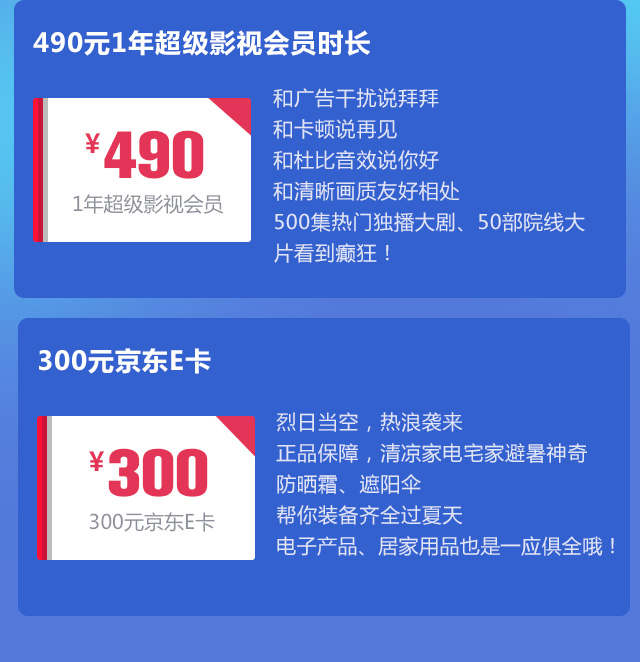 490元1年超级影视会员时长
¥490
1年超级影视会员
和广告干扰说拜拜
和卡顿说再见
和杜比音效说你好
和清晰画质友好相处
500集热门独播大剧、50部院线大
片看到癫狂！
300元京东E卡
¥300
300元京东E卡
烈日当空，热浪袭来
正品保障，清凉家电宅家避暑神奇
防晒霜、遮阳伞
帮你装备齐全过夏天
电子产品、居家用品也是一应俱全哦！